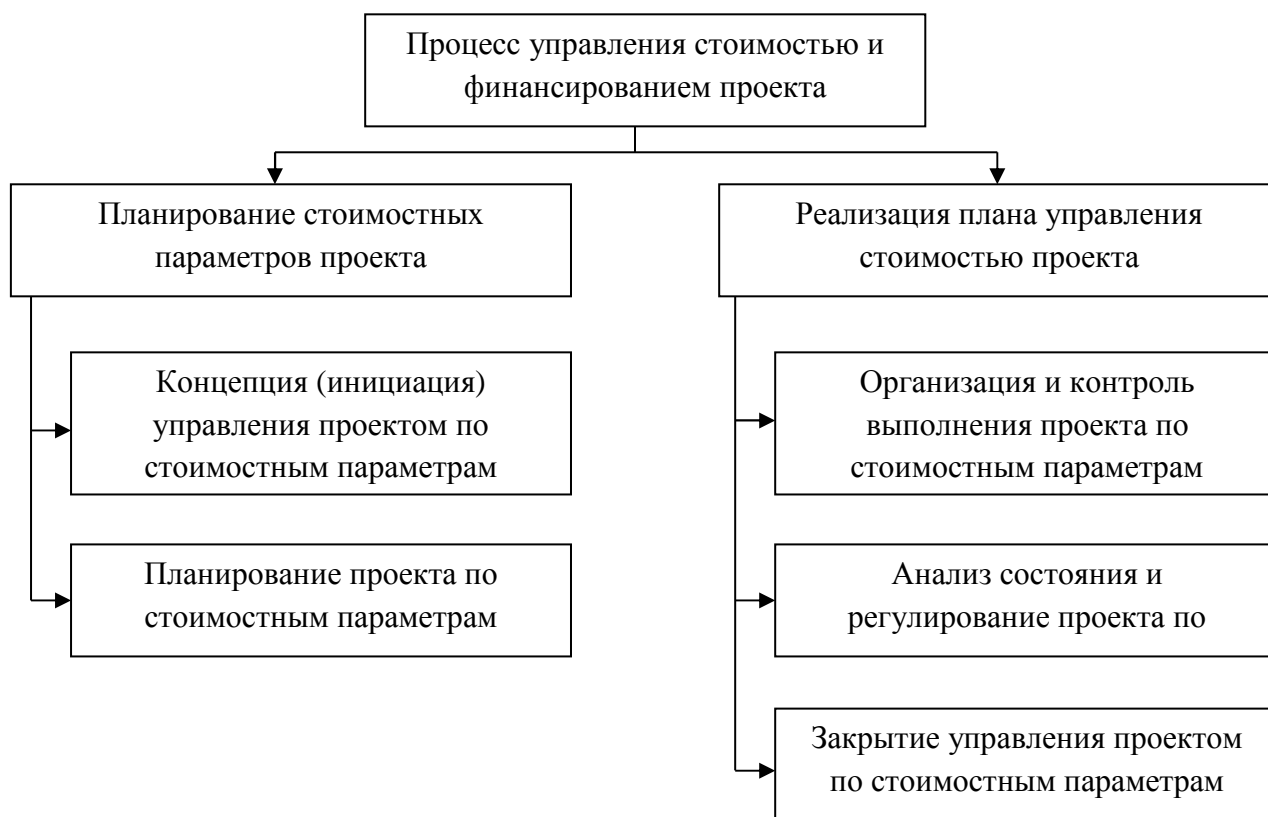 Процесс управления стоимостью и
финансированием проекта
Планирование стоимостных
параметров проекта
Концепция (инициация)
управления проектом по
стоимостным параметрам
Планирование проекта по
стоимостным параметрам
Реализация плана управления
стоимостью проекта
Организация и контроль
выполнения проекта по
стоимостным параметрам
Анализ состояния и
регулирование проекта по
Закрытие управления проектом
по стоимостным параметрам